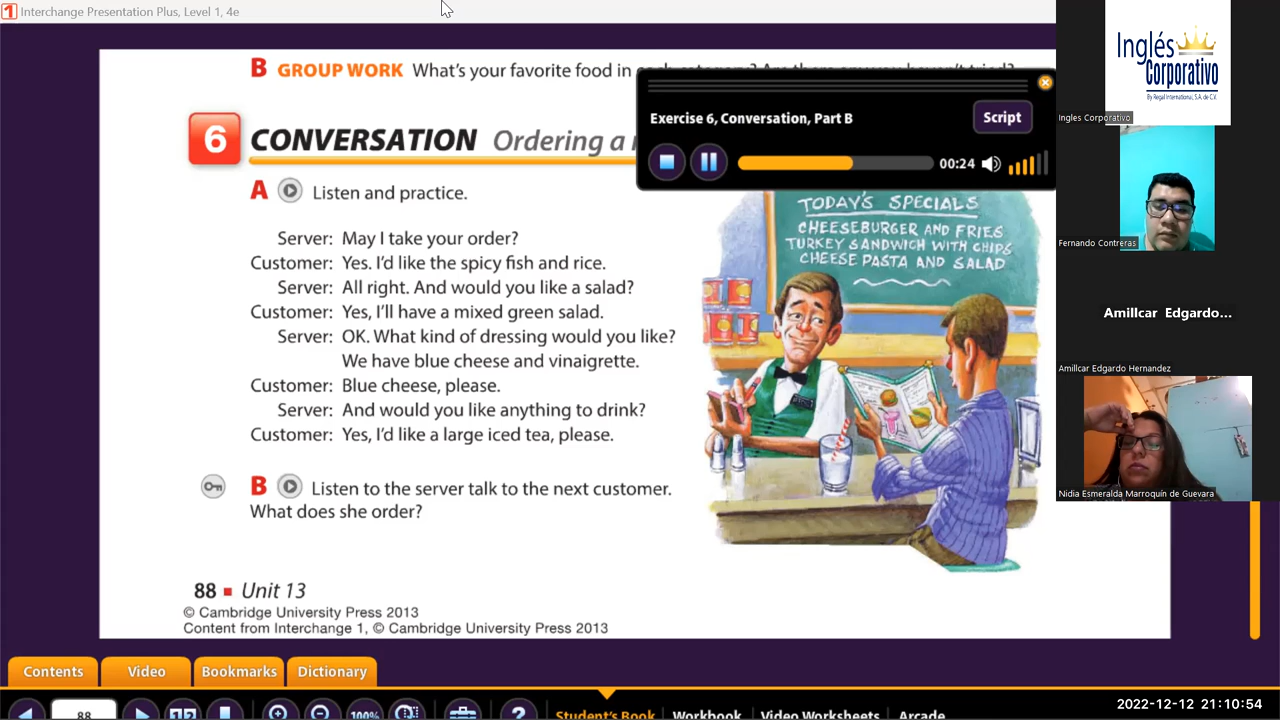 Interchange Presentation Plus, Level 1, 4e
B GROUP WORK What's your favorite food in
6 CONVERSATION Ordering a
Exercise 6, Conversation, Part B
Script
00:24
A Listen and practice.
Server: May I take your order?
Customer: Yes. I'd like the spicy fish and rice.
Server: All right. And would you like a salad?
Customer: Yes, I'll have a mixed green salad.
Server: OK. What kind of dressing would you like?
We have blue cheese and vinaigrette.
Customer: Blue cheese, please.
Server: And would you like anything to drink?
Customer: Yes, I'd like a large iced tea, please.
B Listen to the server talk to the next customer.
What does she order?
TODAY'S SPECIALS
CHEESEBURGER AND FRIES
TURKEY SANDWICH WITH CHIPS
CHEESE PASTA AND SALAD
88 Unit 13
© Cambridge University Press 2013
Content from Interchange 1, © Cambridge University Press 2013
Contents Video Bookmarks Dictionary
88
100%
?
Student's Book Workbook Video Worksheets Arcade
Inglés
Corporativo
By Regal International, S.A. de C.V.
Ingles Corporativo
Fernando Contreras
Amillcar Edgardo...
Amillcar Edgardo Hernandez
Nidia Esmeralda Marroquín de Guevara
2022-12-12 21:10:54